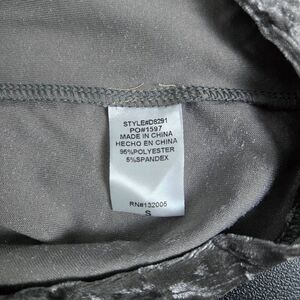 STYLE#D8291
PO#1597
MADE IN CHINA
HECHO EN CHINA
95%POLYESTER
5%SPANDEX
RN#132005
S